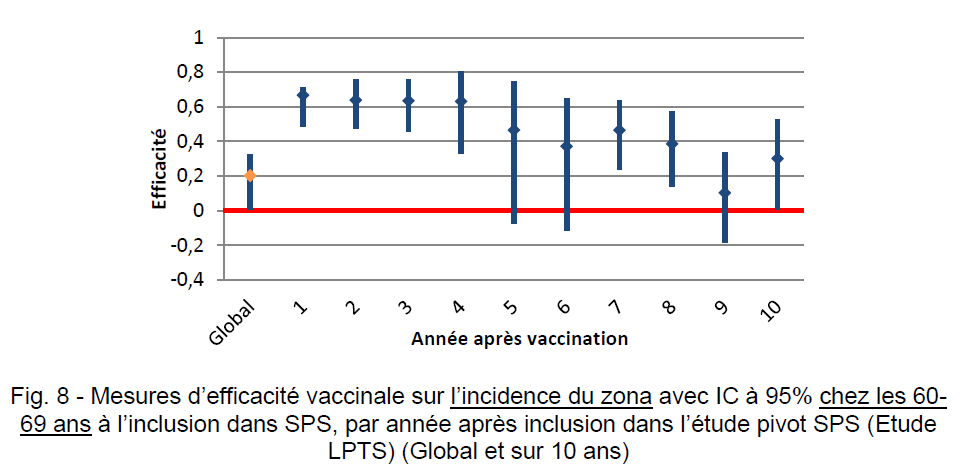 1
0,8
0,6
0,4
0,2
0
-0,2
-0,4
Efficacité
Global 1 2 3 4 5 6 7 8 9 10
Année après vaccination
Fig. 8 - Mesures d’efficacité vaccinale sur l’incidence du zona avec IC à 95% chez les 60-
69 ans à l’inclusion dans SPS, par année après inclusion dans l’étude pivot SPS (Etude
LPTS) (Global et sur 10 ans)